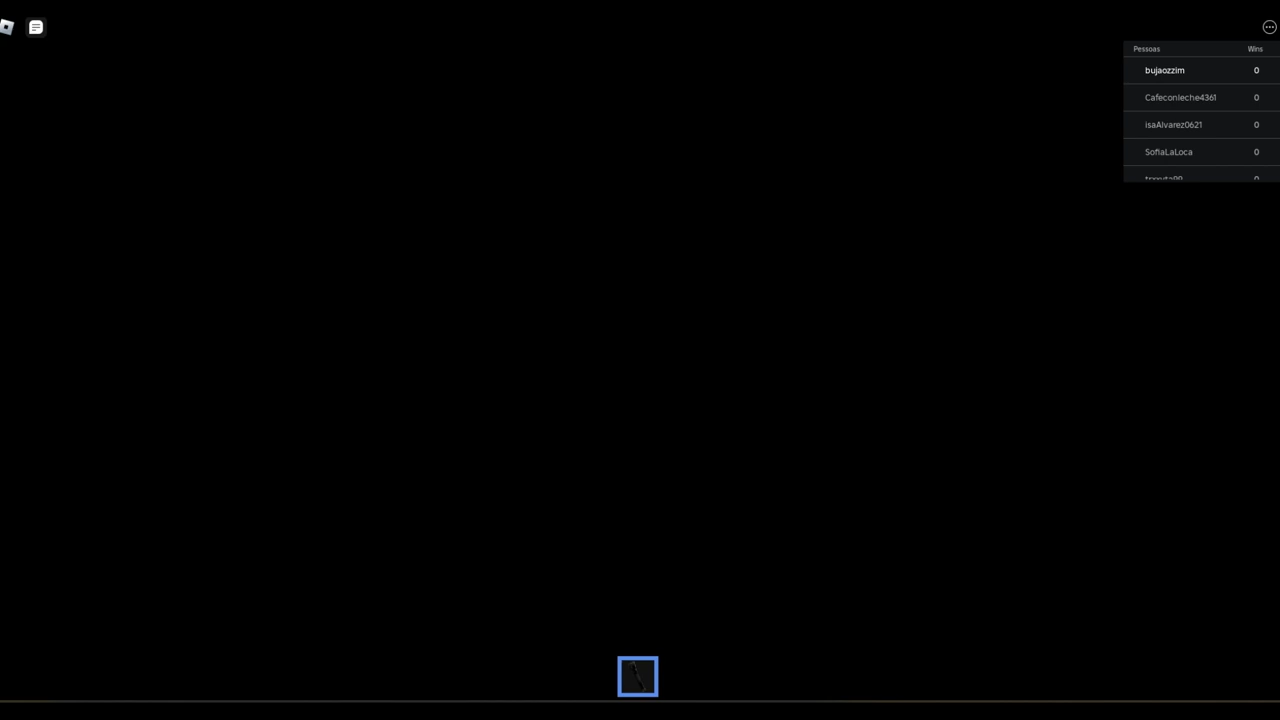 Pessoas Wins
bujaozzim 0
Cafeconleche4361 0
isaAlvarez0621 0
SofiaLaLoca 0